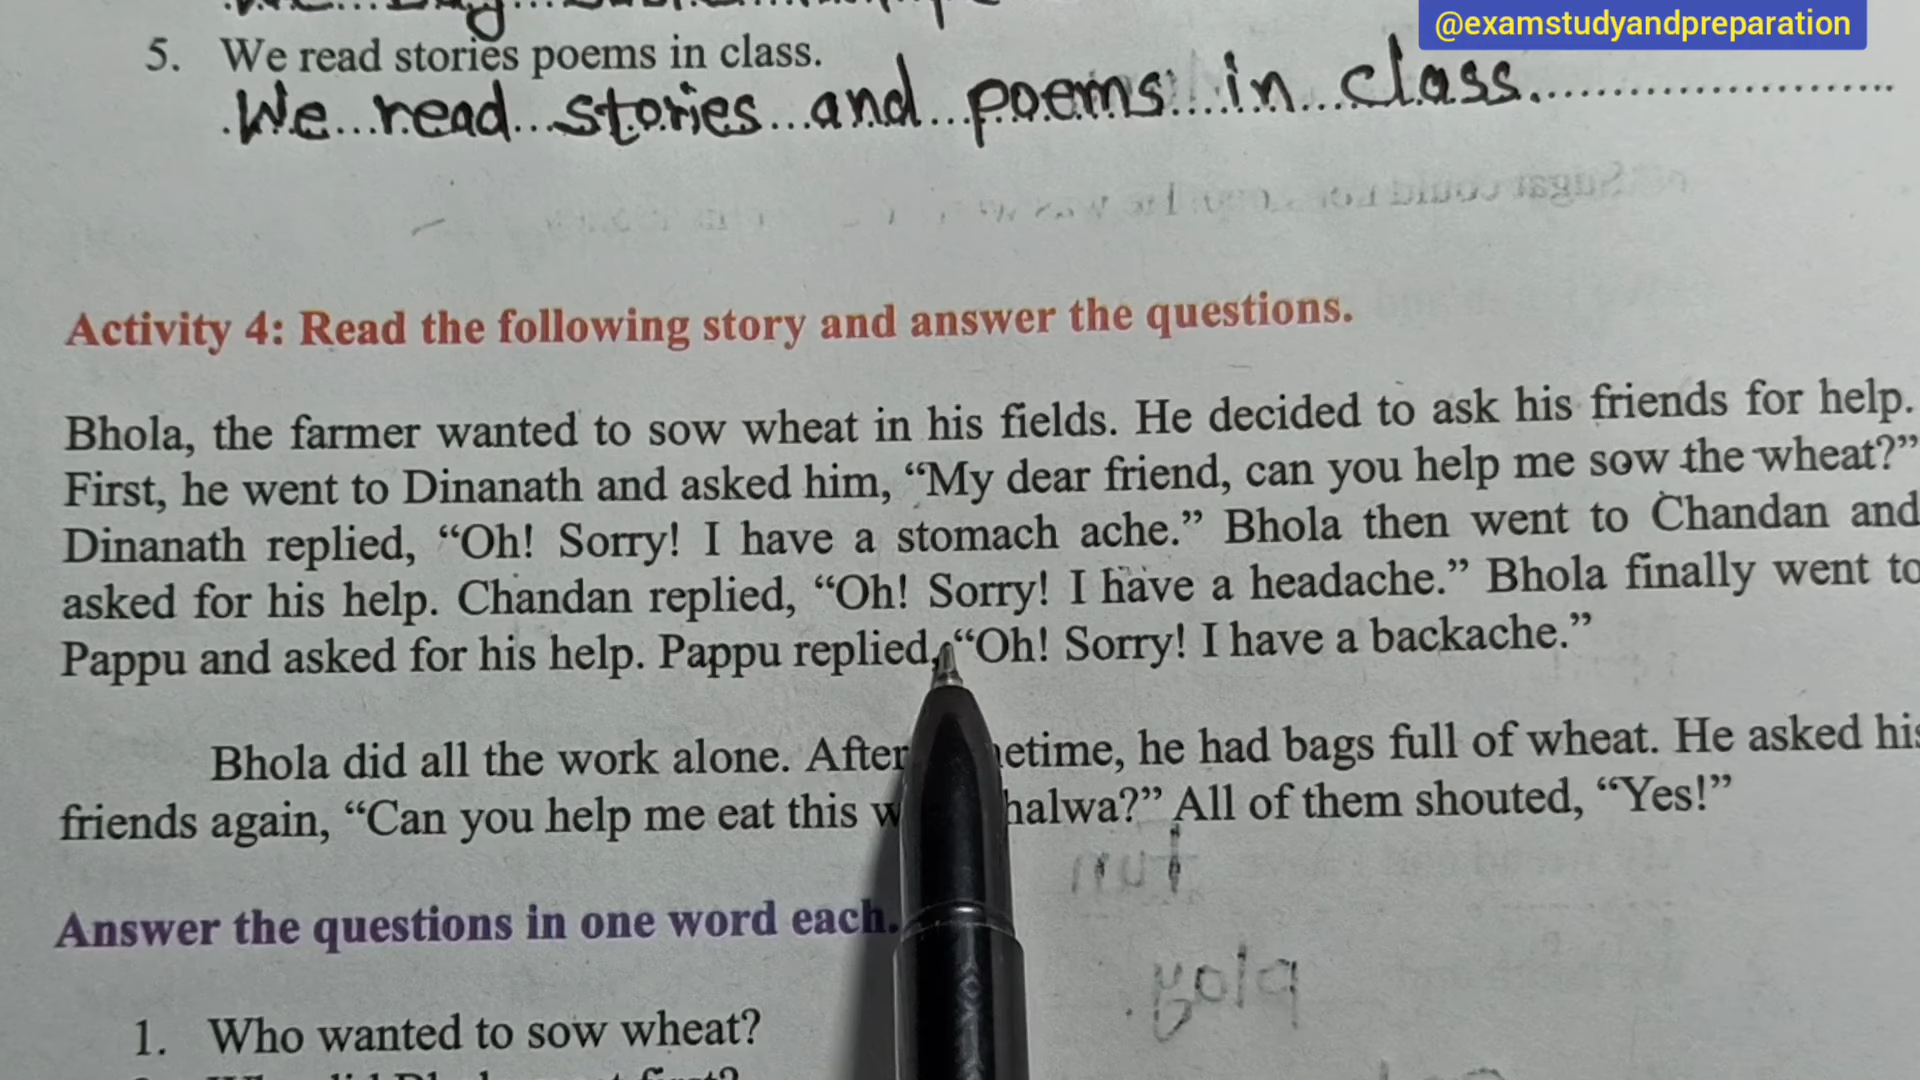 @examstudyandpreparation
5. We read stories poems in class.
We read stories and poems in class.
Activity 4: Read the following story and answer the questions.
Bhola, the farmer wanted to sow wheat in his fields. He decided to ask his friends for help.
First, he went to Dinanath and asked him, “My dear friend, can you help me sow the wheat?”
Dinanath replied, “Oh! Sorry! I have a stomach ache.” Bhola then went to Chandan and
asked for his help. Chandan replied, “Oh! Sorry! I have a headache.” Bhola finally went to
Pappu and asked for his help. Pappu replied, “Oh! Sorry! I have a backache.”
Bhola did all the work alone. After he had bags full of wheat. He asked his
friends again, “Can you help me eat this halwa?” All of them shouted, “Yes!”
Answer the questions in one word each.
1. Who wanted to sow wheat?